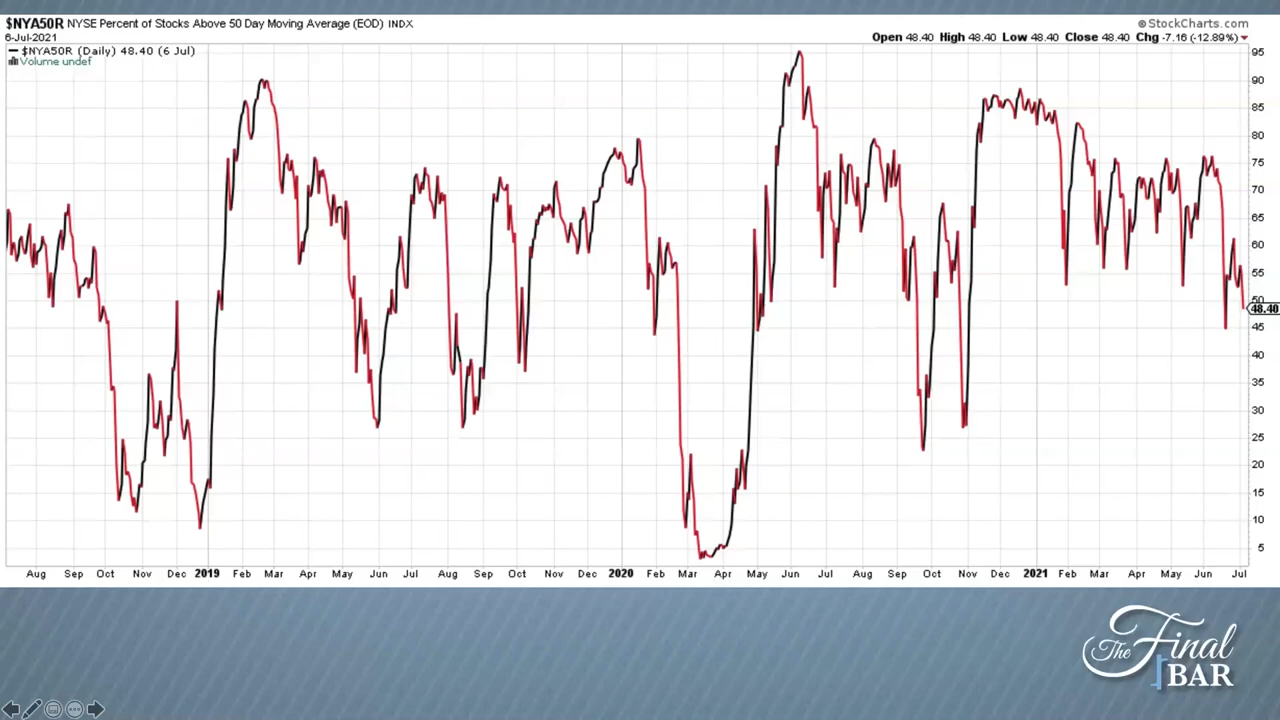 $NYA50R NYSE Percent of Stocks Above 50 Day Moving Average (EOD) INDX
© StockCharts.com
6-Jul-2021
Open 48.40 High 48.40 Low 48.40 Close 48.40 Chg -7.16 (-12.89%)
$NYA50R (Daily) 48.40 (6 Jul)
Volume undef
95
90
85
80
75
70
65
60
55
50
48.40
45
40
35
30
25
20
15
10
5
Aug Sep Oct Nov Dec 2019 Feb Mar Apr May Jun Jul Aug Sep Oct Nov Dec 2020 Feb Mar Apr May Jun Jul Aug Sep Oct Nov Dec 2021 Feb Mar Apr May Jun Jul
The Final
BAR